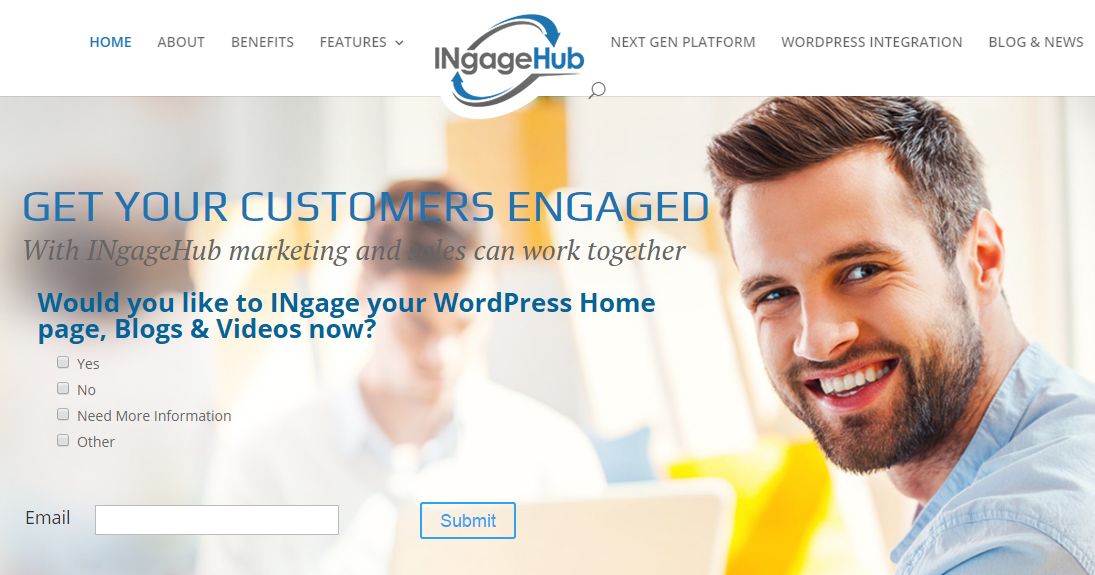 HOME
ABOUT
BENEFITS
FEATURES
INgageHub
NEXT GEN PLATFORM
WORDPRESS INTEGRATION
BLOG & NEWS
GET YOUR CUSTOMERS ENGAGED
With INgageHub marketing and sales can work together
Would you like to INgage your WordPress Home
page, Blogs & Videos now?
Yes
No
Need More Information
Other
Email
Submit